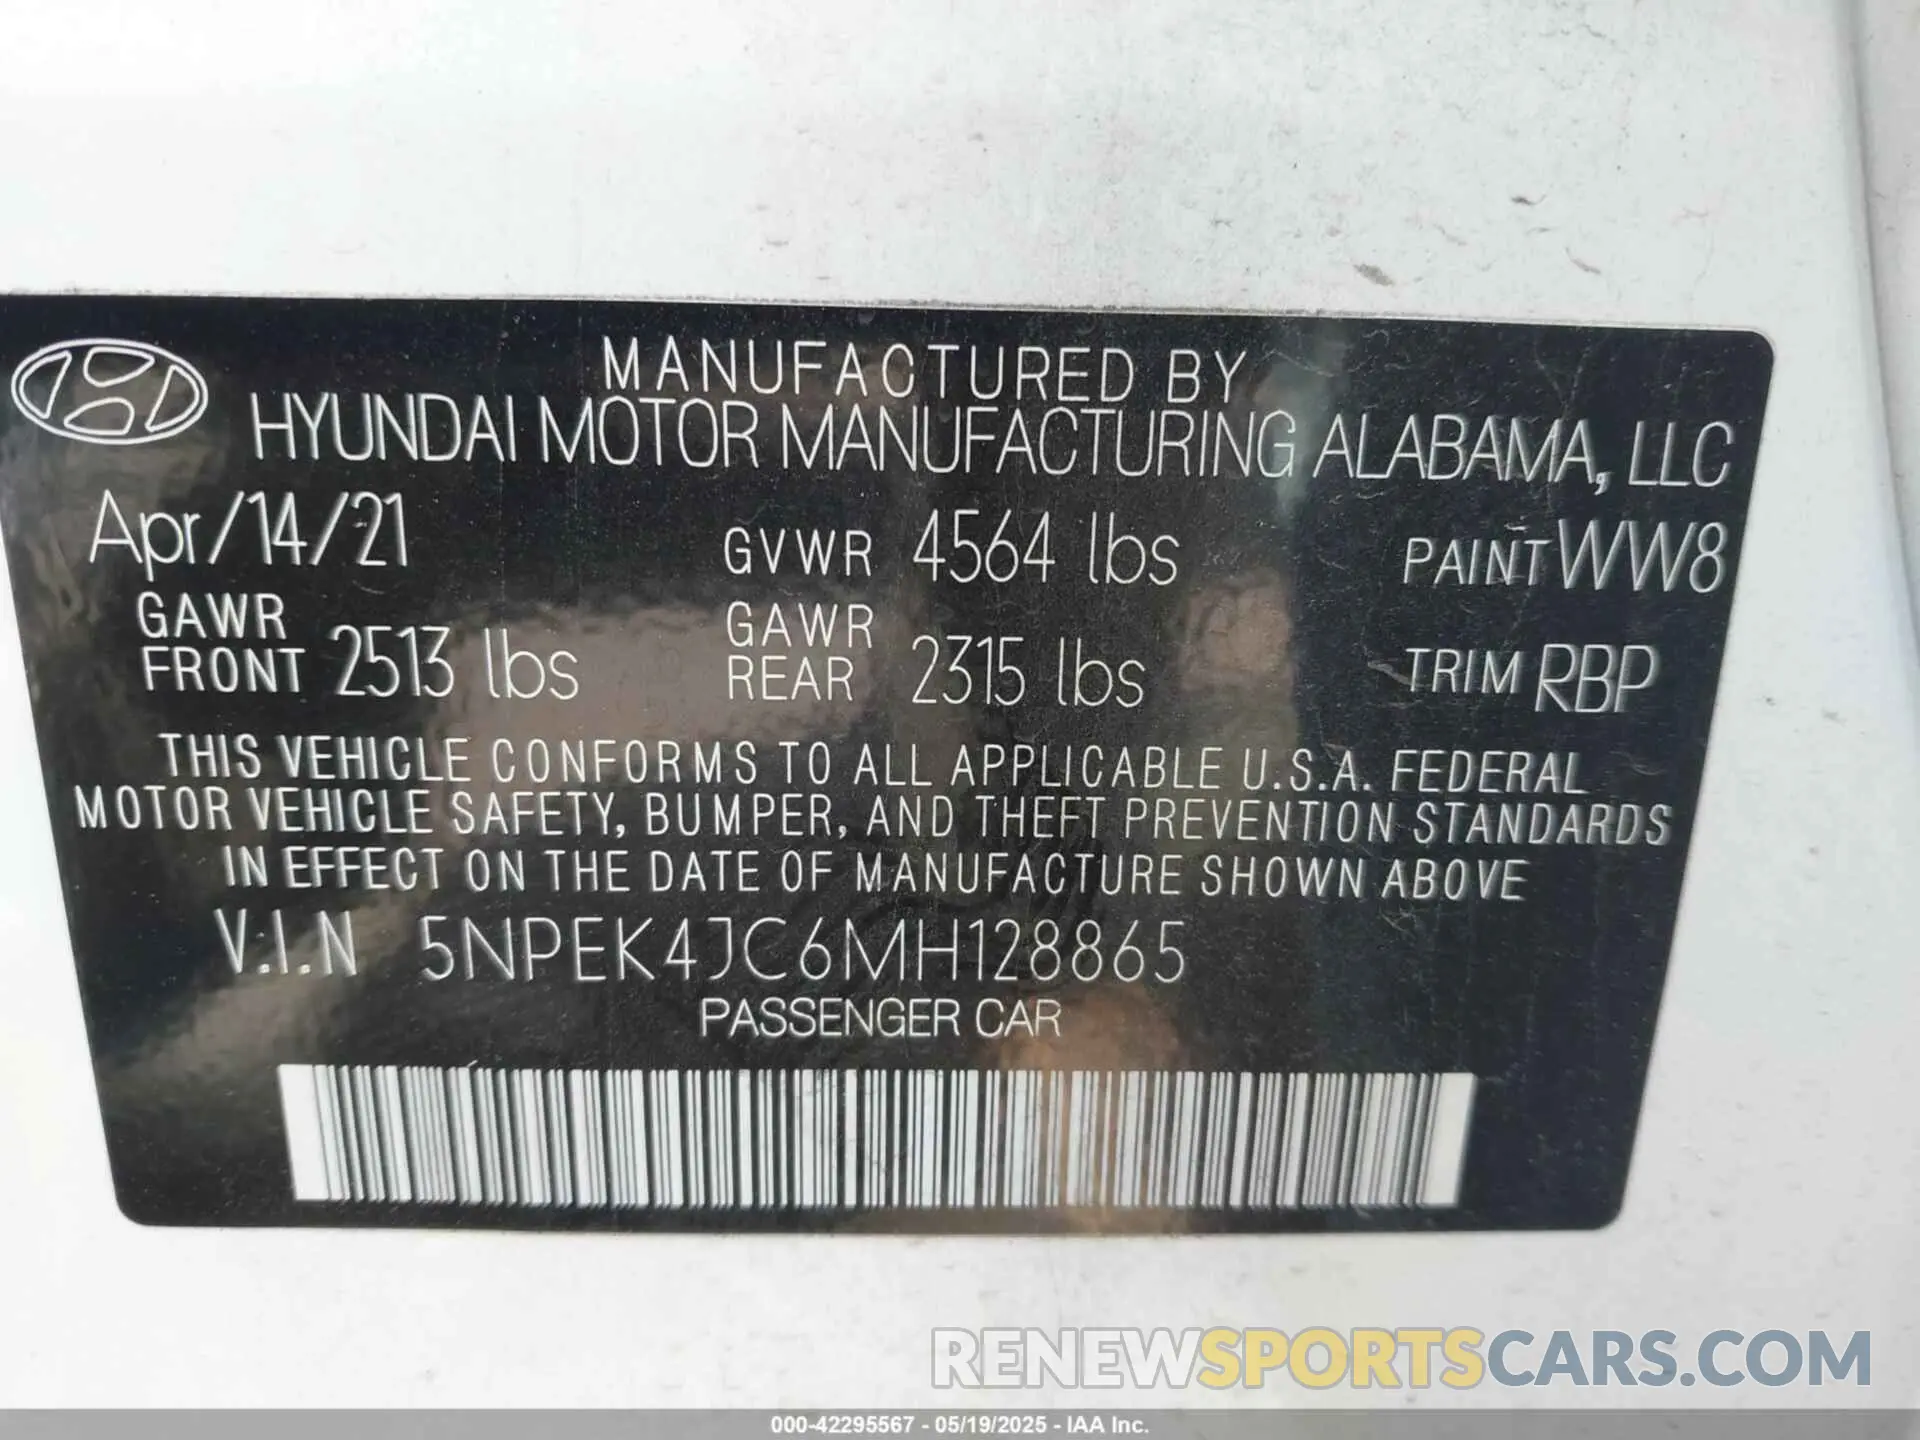 MANUFACTURED BY
HYUNDAI MOTOR MANUFACTURING ALABAMA, LLC
Apr/14/21 GVWR 4564 lbs PAINT WW8
GAWR FRONT 2513 lbs GAWR REAR 2315 lbs TRIM RBP
THIS VEHICLE CONFORMS TO ALL APPLICABLE U.S.A. FEDERAL
MOTOR VEHICLE SAFETY, BUMPER, AND THEFT PREVENTION STANDARDS
IN EFFECT ON THE DATE OF MANUFACTURE SHOWN ABOVE
V.I.N 5NPEK4JC6MH128865
PASSENGER CAR
RENEWSPORTSCARS.COM
000-42295567 - 05/19/2025 - IAA Inc.